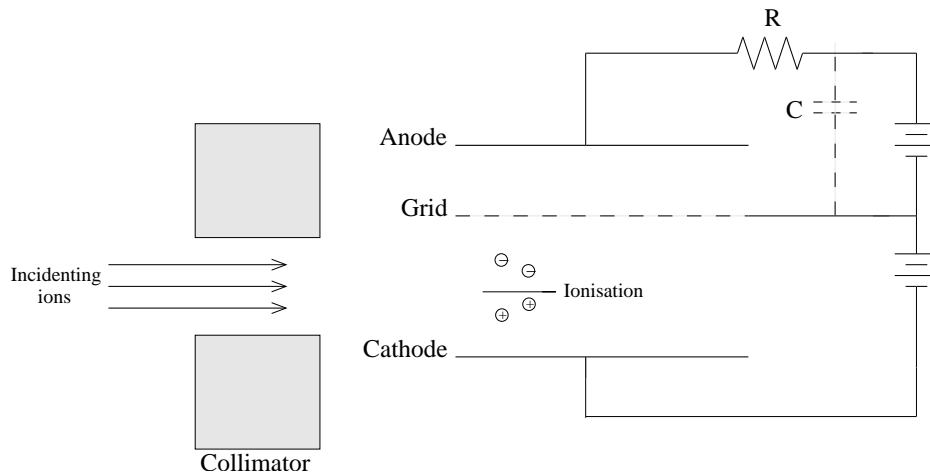 R
C
Anode
Grid
Incidenting
ions
Ionisation
Cathode
Collimator